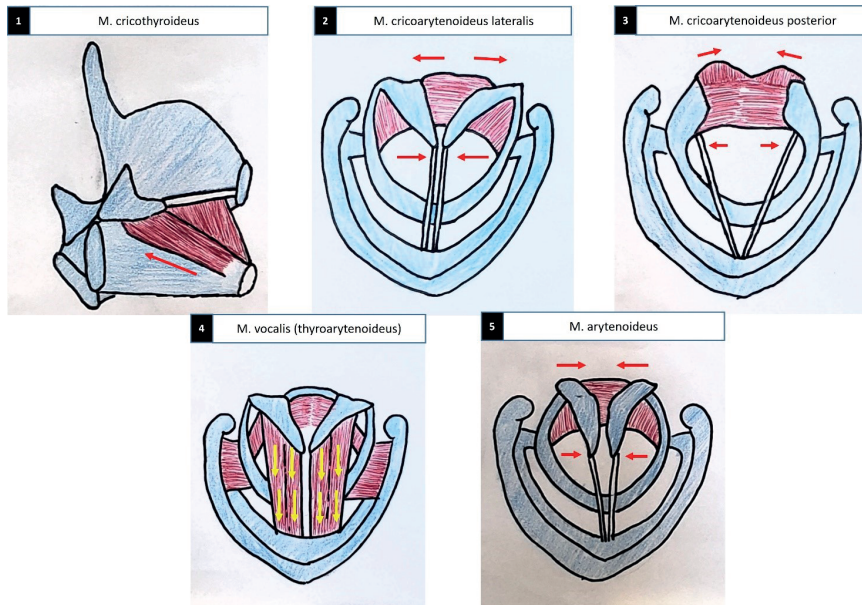 1 M. cricothyroideus
2 M. cricoarytenoideus lateralis
3 M. cricoarytenoideus posterior
4 M. vocalis (thyroarytenoideus)
5 M. arytenoideus